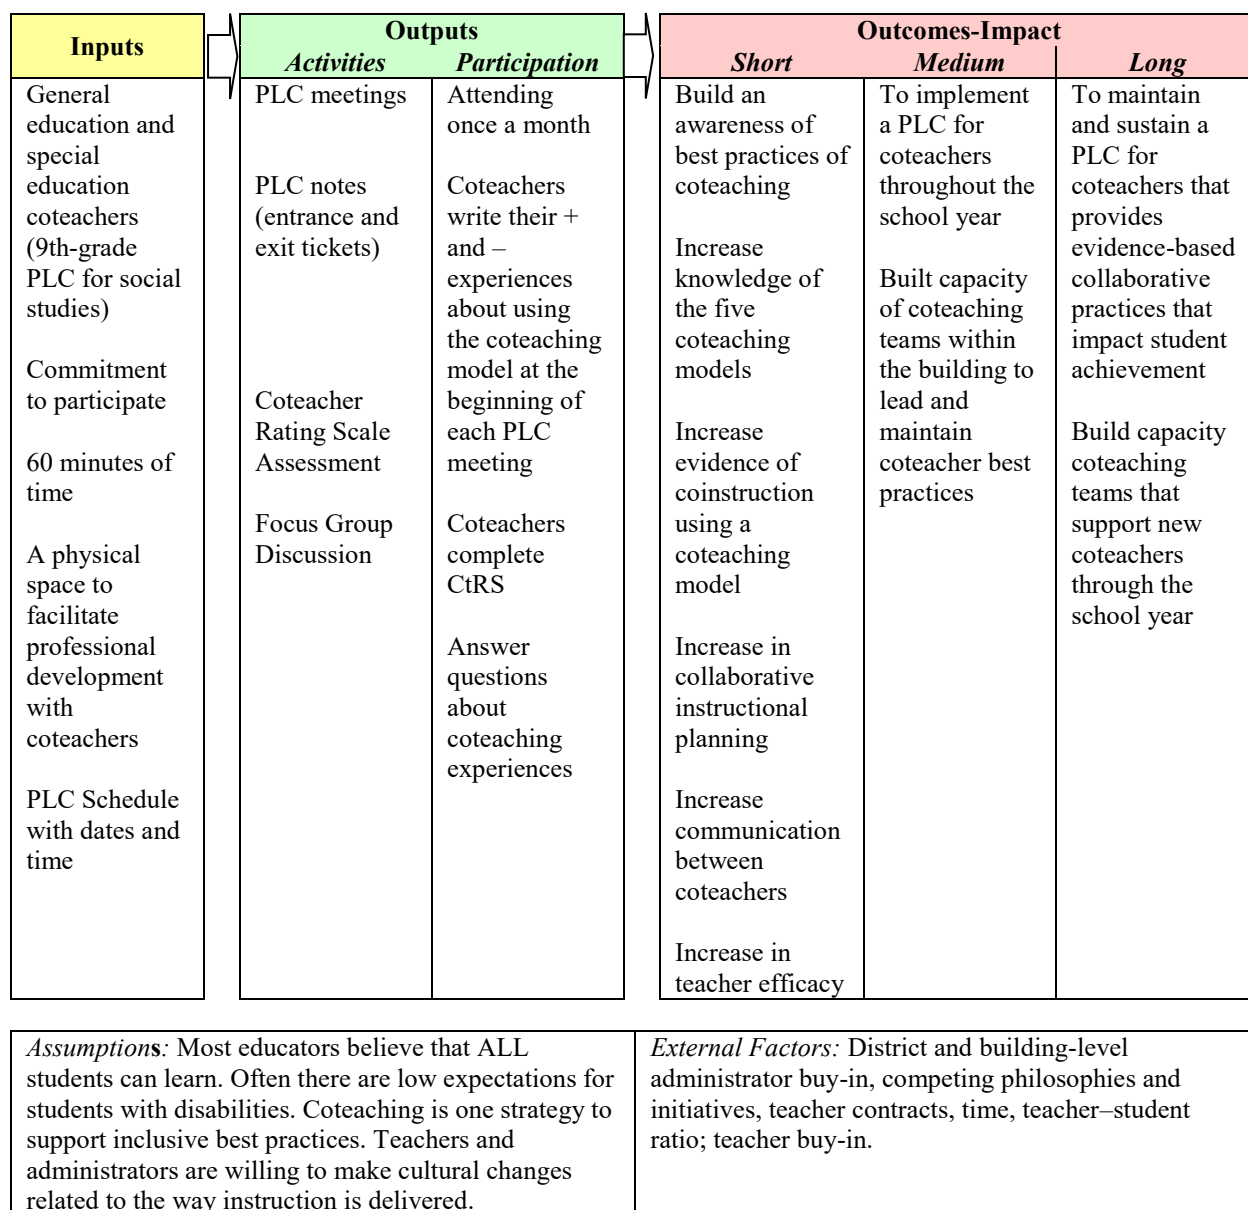 Inputs
General
education and
special
education
coteachers
(9th-grade
PLC for social
studies)
Commitment
to participate
60 minutes of
time
A physical
space to
facilitate
professional
development
with
coteachers
PLC Schedule
with dates and
time
Outputs
Activities
PLC meetings
PLC notes
(entrance and
exit tickets)
Coteacher
Rating Scale
Assessment
Focus Group
Discussion
Participation
Attending
once a month
Coteachers
write their +
and –
experiences
about using
the coteaching
model at the
beginning of
each PLC
meeting
Coteachers
complete
CtRS
Answer
questions
about
coteaching
experiences
Outcomes-Impact
Short
Build an
awareness of
best practices of
coteaching
Increase
knowledge of
the five
coteaching
models
Increase
evidence of
coinstruction
using a
coteaching
model
Increase in
collaborative
instructional
planning
Increase
communication
between
coteachers
Increase in
teacher efficacy
Medium
To implement
a PLC for
coteachers
throughout the
school year
Built capacity
of coteaching
teams within
the building to
lead and
maintain
coteacher best
practices
Long
To maintain
and sustain a
PLC for
coteachers that
provides
evidence-based
collaborative
practices that
impact student
achievement
Build capacity
coteaching
teams that
support new
coteachers
through the
school year
Assumptions: Most educators believe that ALL
students can learn. Often there are low expectations for
students with disabilities. Coteaching is one strategy to
support inclusive best practices. Teachers and
administrators are willing to make cultural changes
related to the way instruction is delivered.
External Factors: District and building-level
administrator buy-in, competing philosophies and
initiatives, teacher contracts, time, teacher–student
ratio; teacher buy-in.